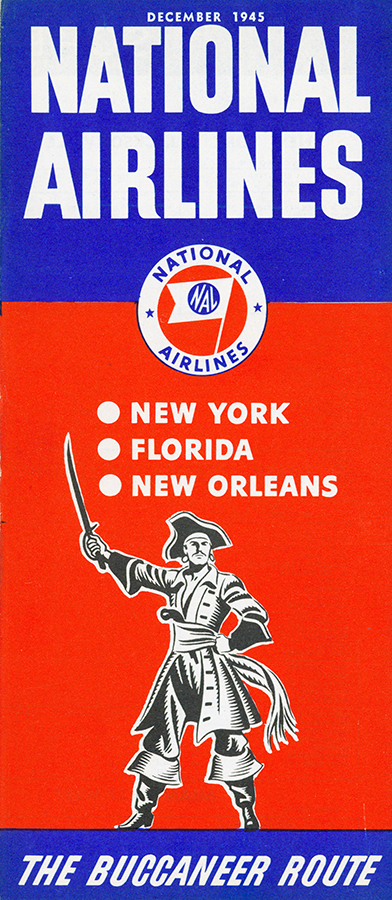 DECEMBER 1945
NATIONAL
AIRLINES
NATIONAL
NAL
AIRLINES
NEW YORK
FLORIDA
NEW ORLEANS
THE BUCCANEER ROUTE